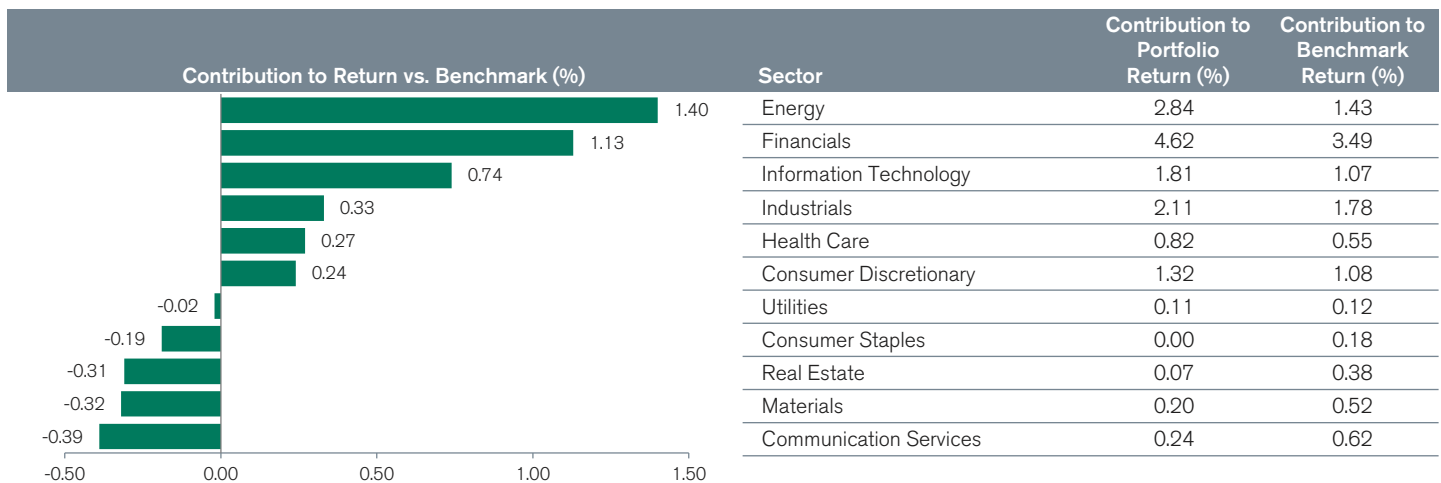 Contribution to Return vs. Benchmark (%)
Sector
Contribution to
Portfolio
Return (%)
Contribution to
Benchmark
Return (%)
1.40
Energy 2.84 1.43
1.13
Financials 4.62 3.49
0.74
Information Technology 1.81 1.07
0.33
Industrials 2.11 1.78
0.27
Health Care 0.82 0.55
0.24
Consumer Discretionary 1.32 1.08
-0.02
Utilities 0.11 0.12
-0.19
Consumer Staples 0.00 0.18
-0.31
Real Estate 0.07 0.38
-0.32
Materials 0.20 0.52
-0.39
Communication Services 0.24 0.62
-0.50 0.00 0.50 1.00 1.50